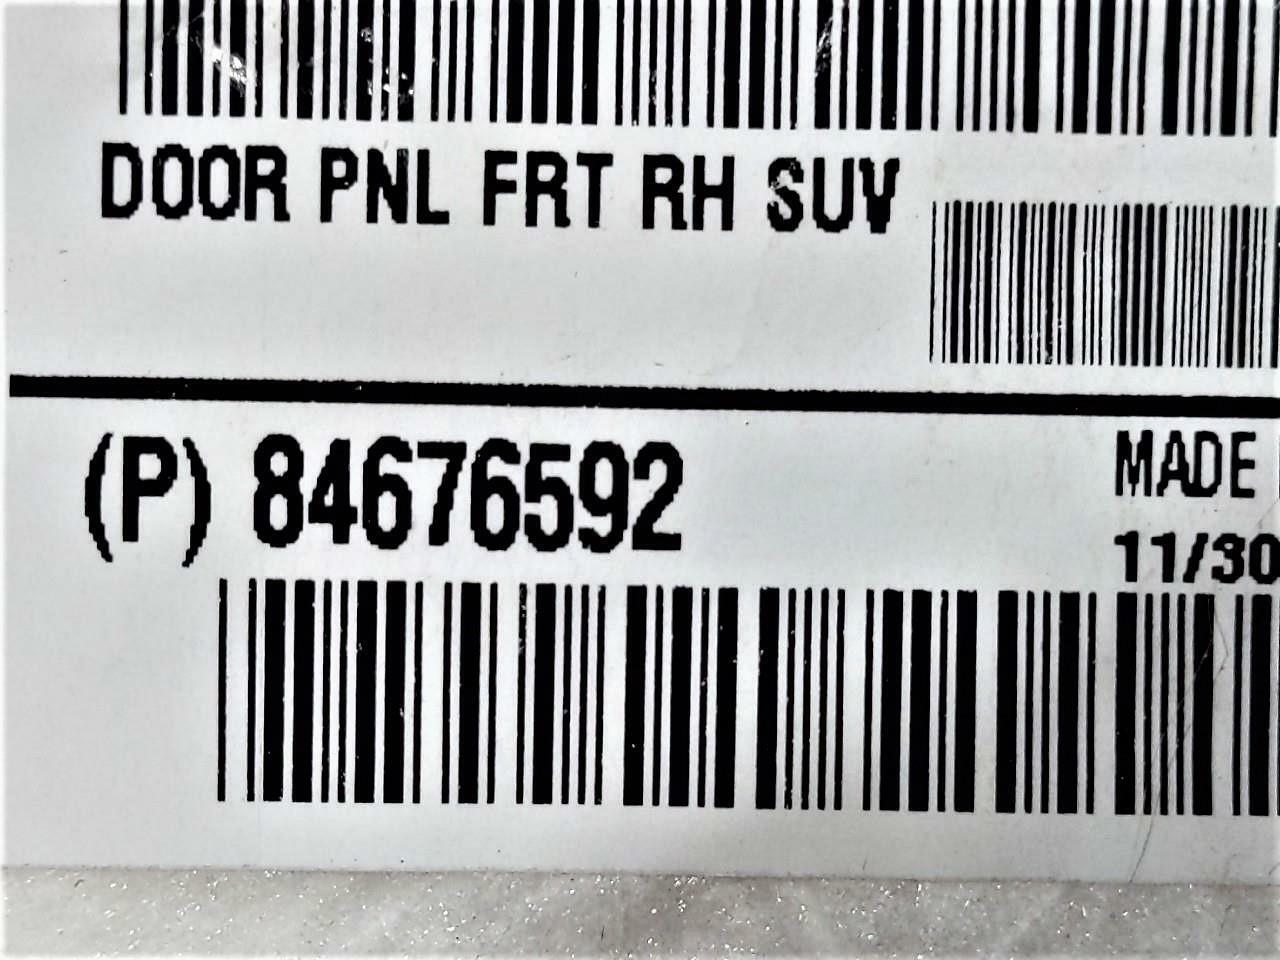 DOOR PNL FRT RH SUV
(P) 84676592
MADE
11/30